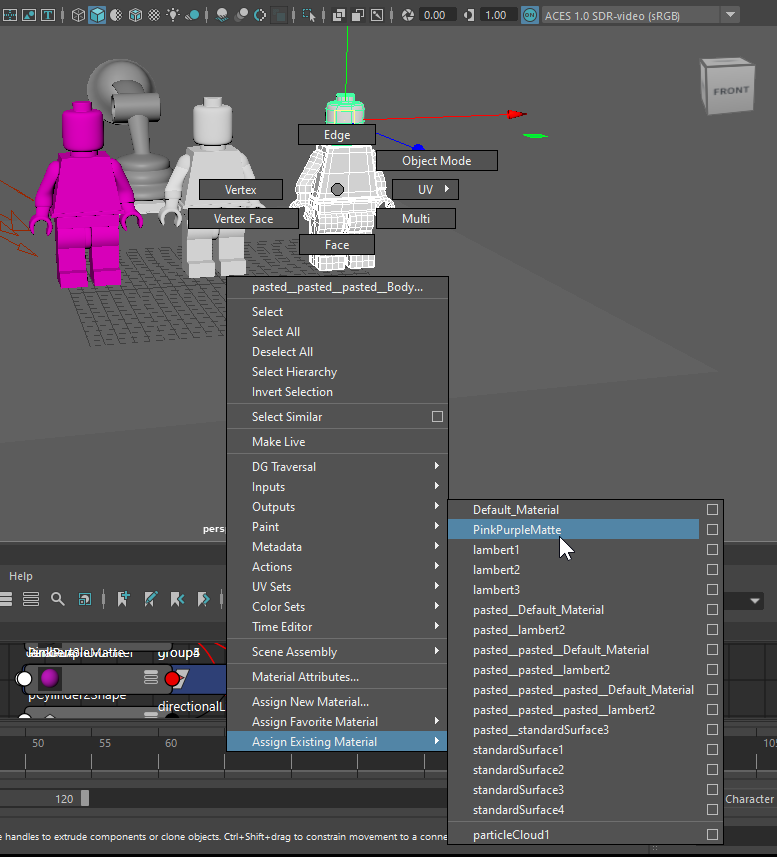 0.00
1.00
ON
ACES 1.0 SDR-video (sRGB)
FRONT
Edge
Object Mode
Vertex
UV
Vertex Face
Multi
Face
pasted__pasted__pasted__Body...
Select
Select All
Deselect All
Select Hierarchy
Invert Selection
Select Similar
Make Live
DG Traversal
Inputs
Outputs
Paint
Metadata
Actions
UV Sets
Color Sets
Time Editor
Scene Assembly
Material Attributes...
Assign New Material...
Assign Favorite Material
Assign Existing Material
Default_Material
PinkPurpleMatte
lambert1
lambert2
lambert3
pasted__Default_Material
pasted__lambert2
pasted__pasted__Default_Material
pasted__pasted__lambert2
pasted__pasted__pasted__Default_Material
pasted__pasted__pasted__lambert2
pasted__standardSurface3
standardSurface1
standardSurface2
standardSurface3
standardSurface4
particleCloud1
pers
Help
pCylinder2Shape
directionalL
50
55
60
105
120
Character
e handles to extrude components or clone objects. Ctrl+Shift+drag to constrain movement to a conne